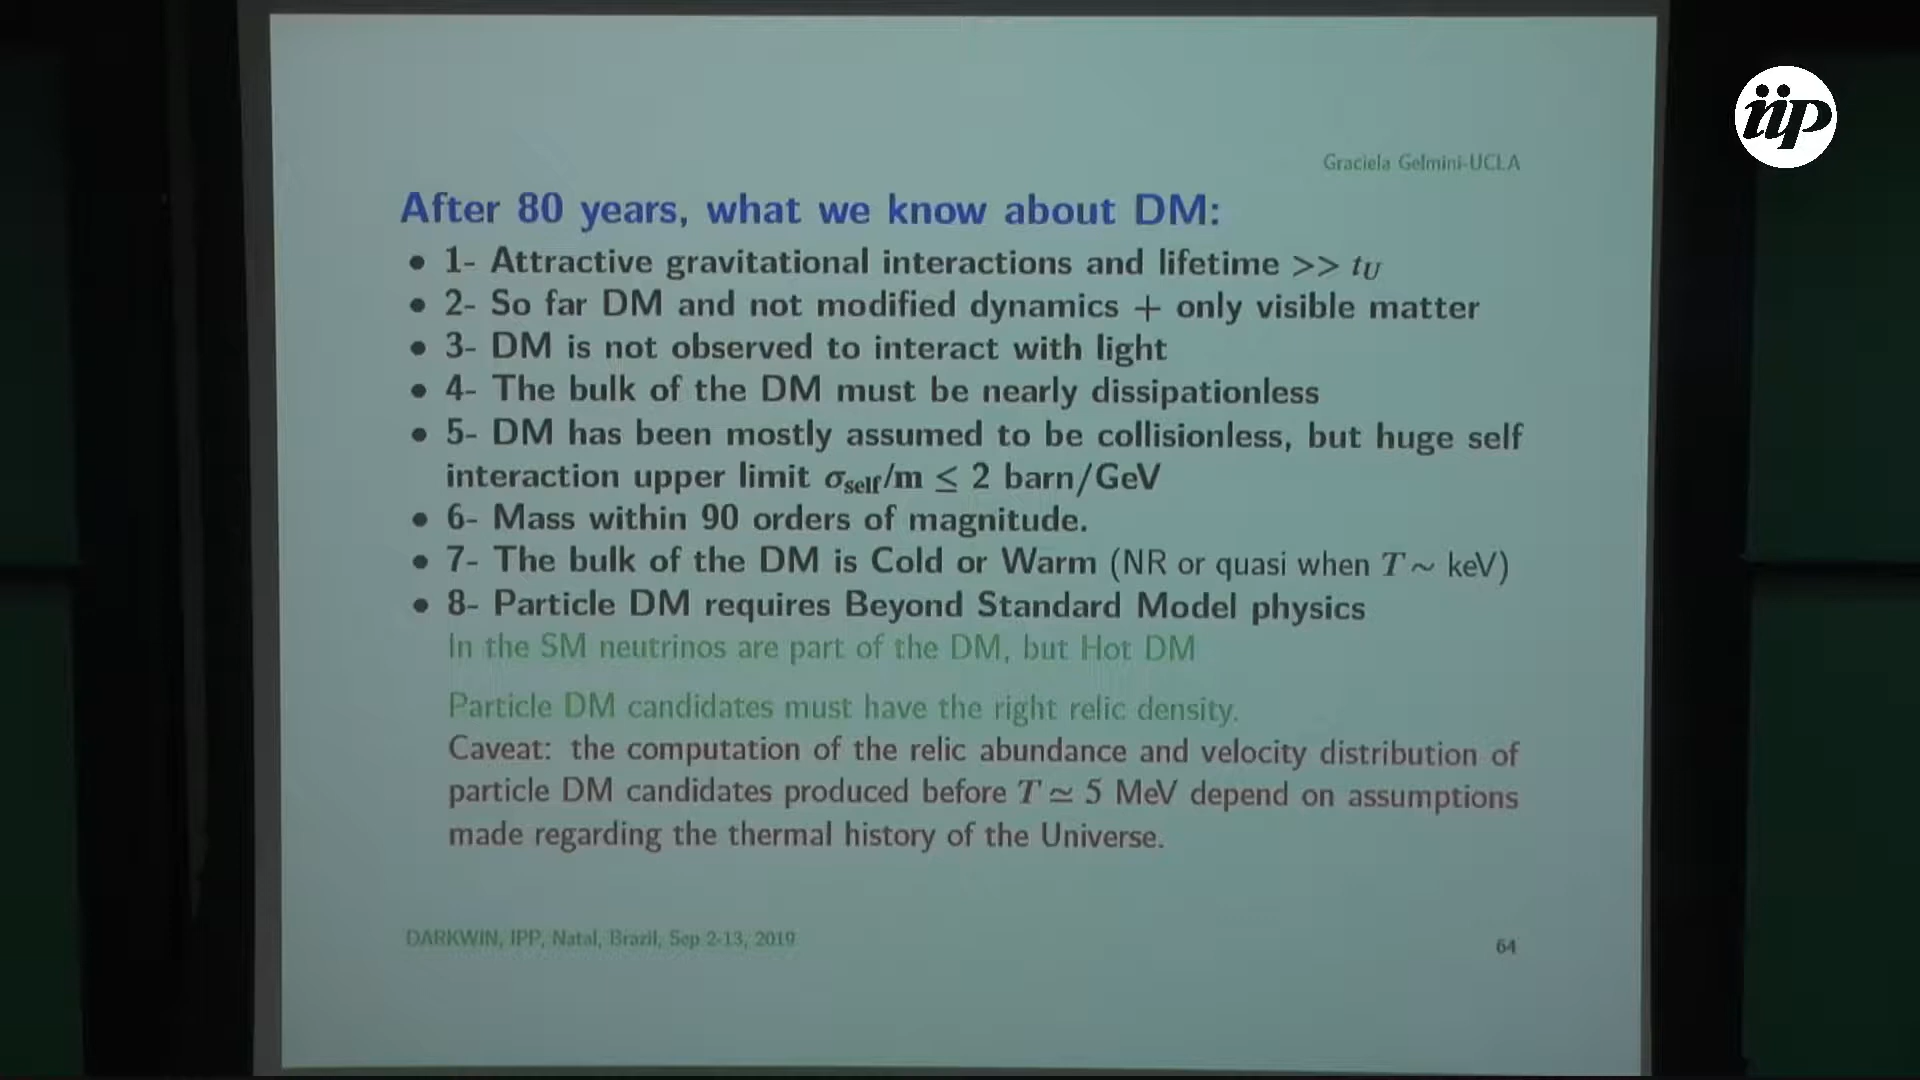 iip
Graciela Gelmini-UCLA
After 80 years, what we know about DM:
• 1- Attractive gravitational interactions and lifetime >> t_U
• 2- So far DM and not modified dynamics + only visible matter
• 3- DM is not observed to interact with light
• 4- The bulk of the DM must be nearly dissipationless
• 5- DM has been mostly assumed to be collisionless, but huge self
interaction upper limit σ_self/m ≤ 2 barn/GeV
• 6- Mass within 90 orders of magnitude.
• 7- The bulk of the DM is Cold or Warm (NR or quasi when T ~ keV)
• 8- Particle DM requires Beyond Standard Model physics
In the SM neutrinos are part of the DM, but Hot DM
Particle DM candidates must have the right relic density.
Caveat: the computation of the relic abundance and velocity distribution of
particle DM candidates produced before T ≃ 5 MeV depend on assumptions
made regarding the thermal history of the Universe.
DARKWIN, IPP, Natal, Brazil, Sep 2-13, 2019
64